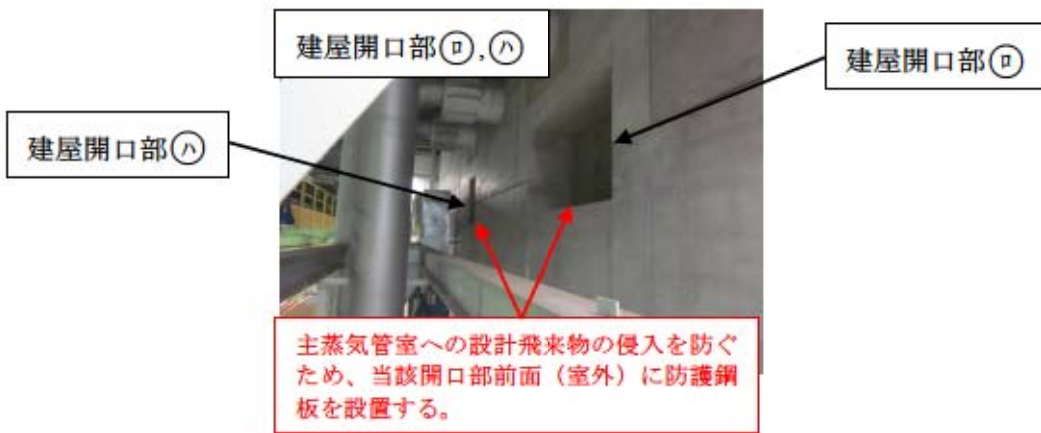 建屋開口部㋺,㋩
建屋開口部㋺
建屋開口部㋩
主蒸気管室への設計飛来物の侵入を防ぐ
ため、当該開口部前面（室外）に防護鋼
板を設置する。